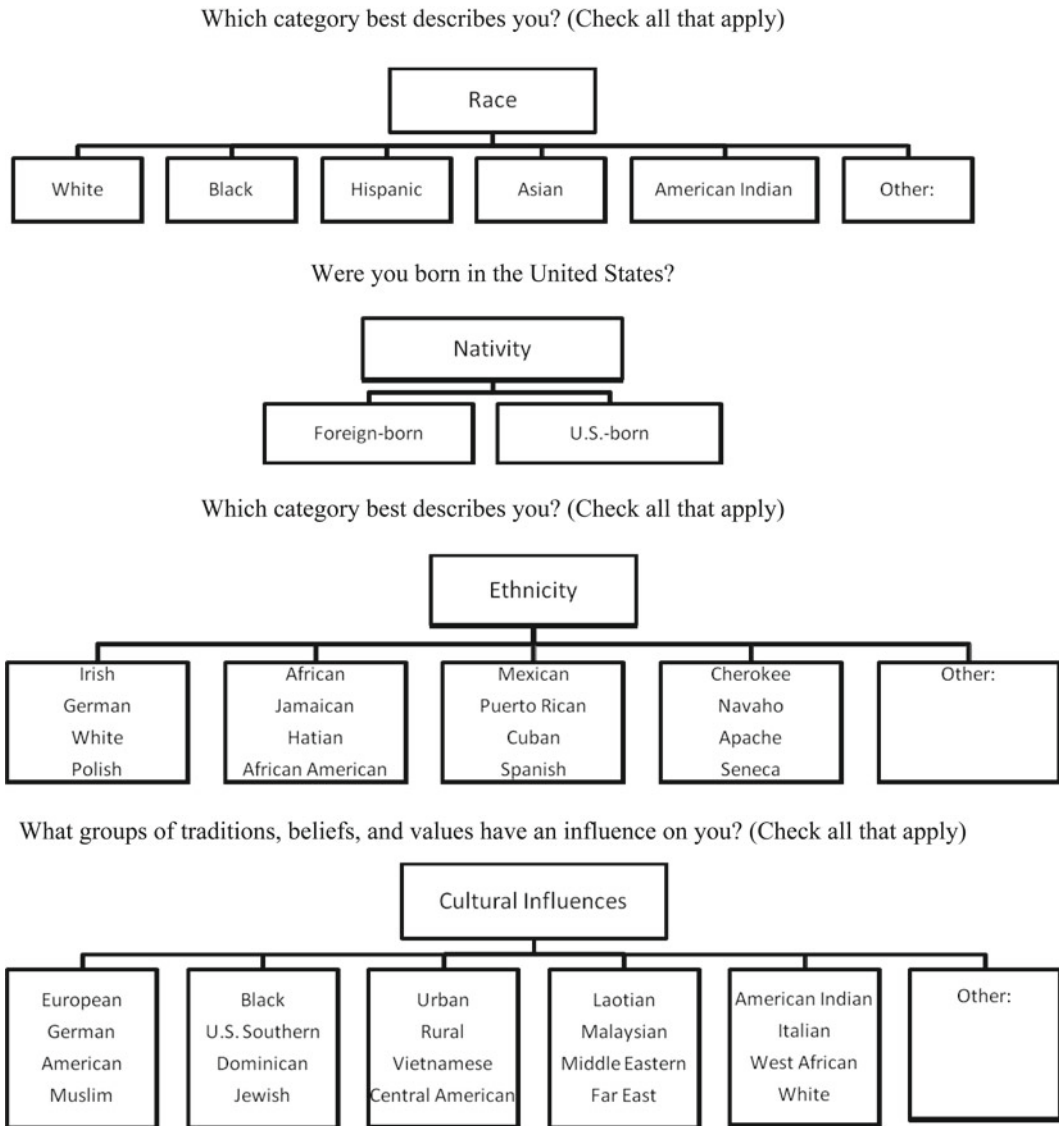 Which category best describes you? (Check all that apply)
Race
White
Black
Hispanic
Asian
American Indian
Other:
Were you born in the United States?
Nativity
Foreign-born
U.S.-born
Which category best describes you? (Check all that apply)
Ethnicity
Irish
German
White
Polish
African
Jamaican
Hatian
African American
Mexican
Puerto Rican
Cuban
Spanish
Cherokee
Navaho
Apache
Seneca
Other:
What groups of traditions, beliefs, and values have an influence on you? (Check all that apply)
Cultural Influences
European
German
American
Muslim
Black
U.S. Southern
Dominican
Jewish
Urban
Rural
Vietnamese
Central American
Laotian
Malaysian
Middle Eastern
Far East
American Indian
Italian
West African
White
Other: